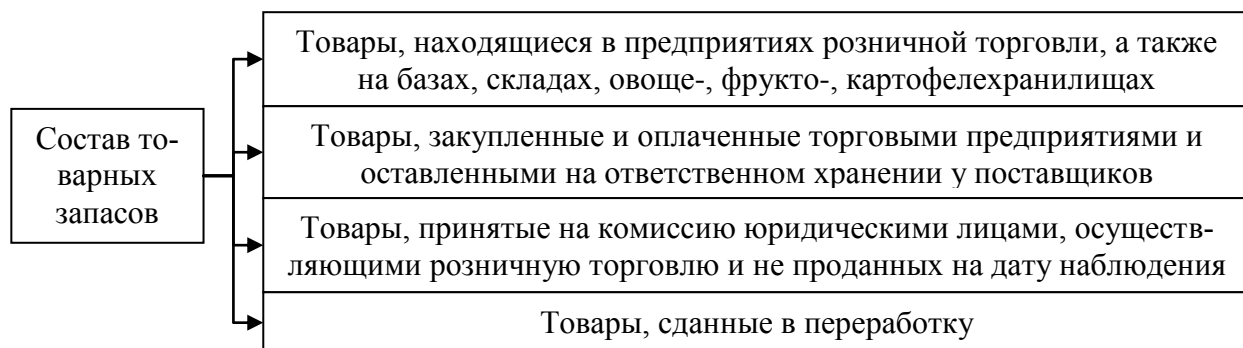 Состав то-
варных
запасов
Товары, находящиеся в предприятиях розничной торговли, а также
на базах, складах, овоще-, фрукто-, картофелехранилищах
Товары, закупленные и оплаченные торговыми предприятиями и
оставленными на ответственном хранении у поставщиков
Товары, принятые на комиссию юридическими лицами, осуществ-
ляющими розничную торговлю и не проданных на дату наблюдения
Товары, сданные в переработку